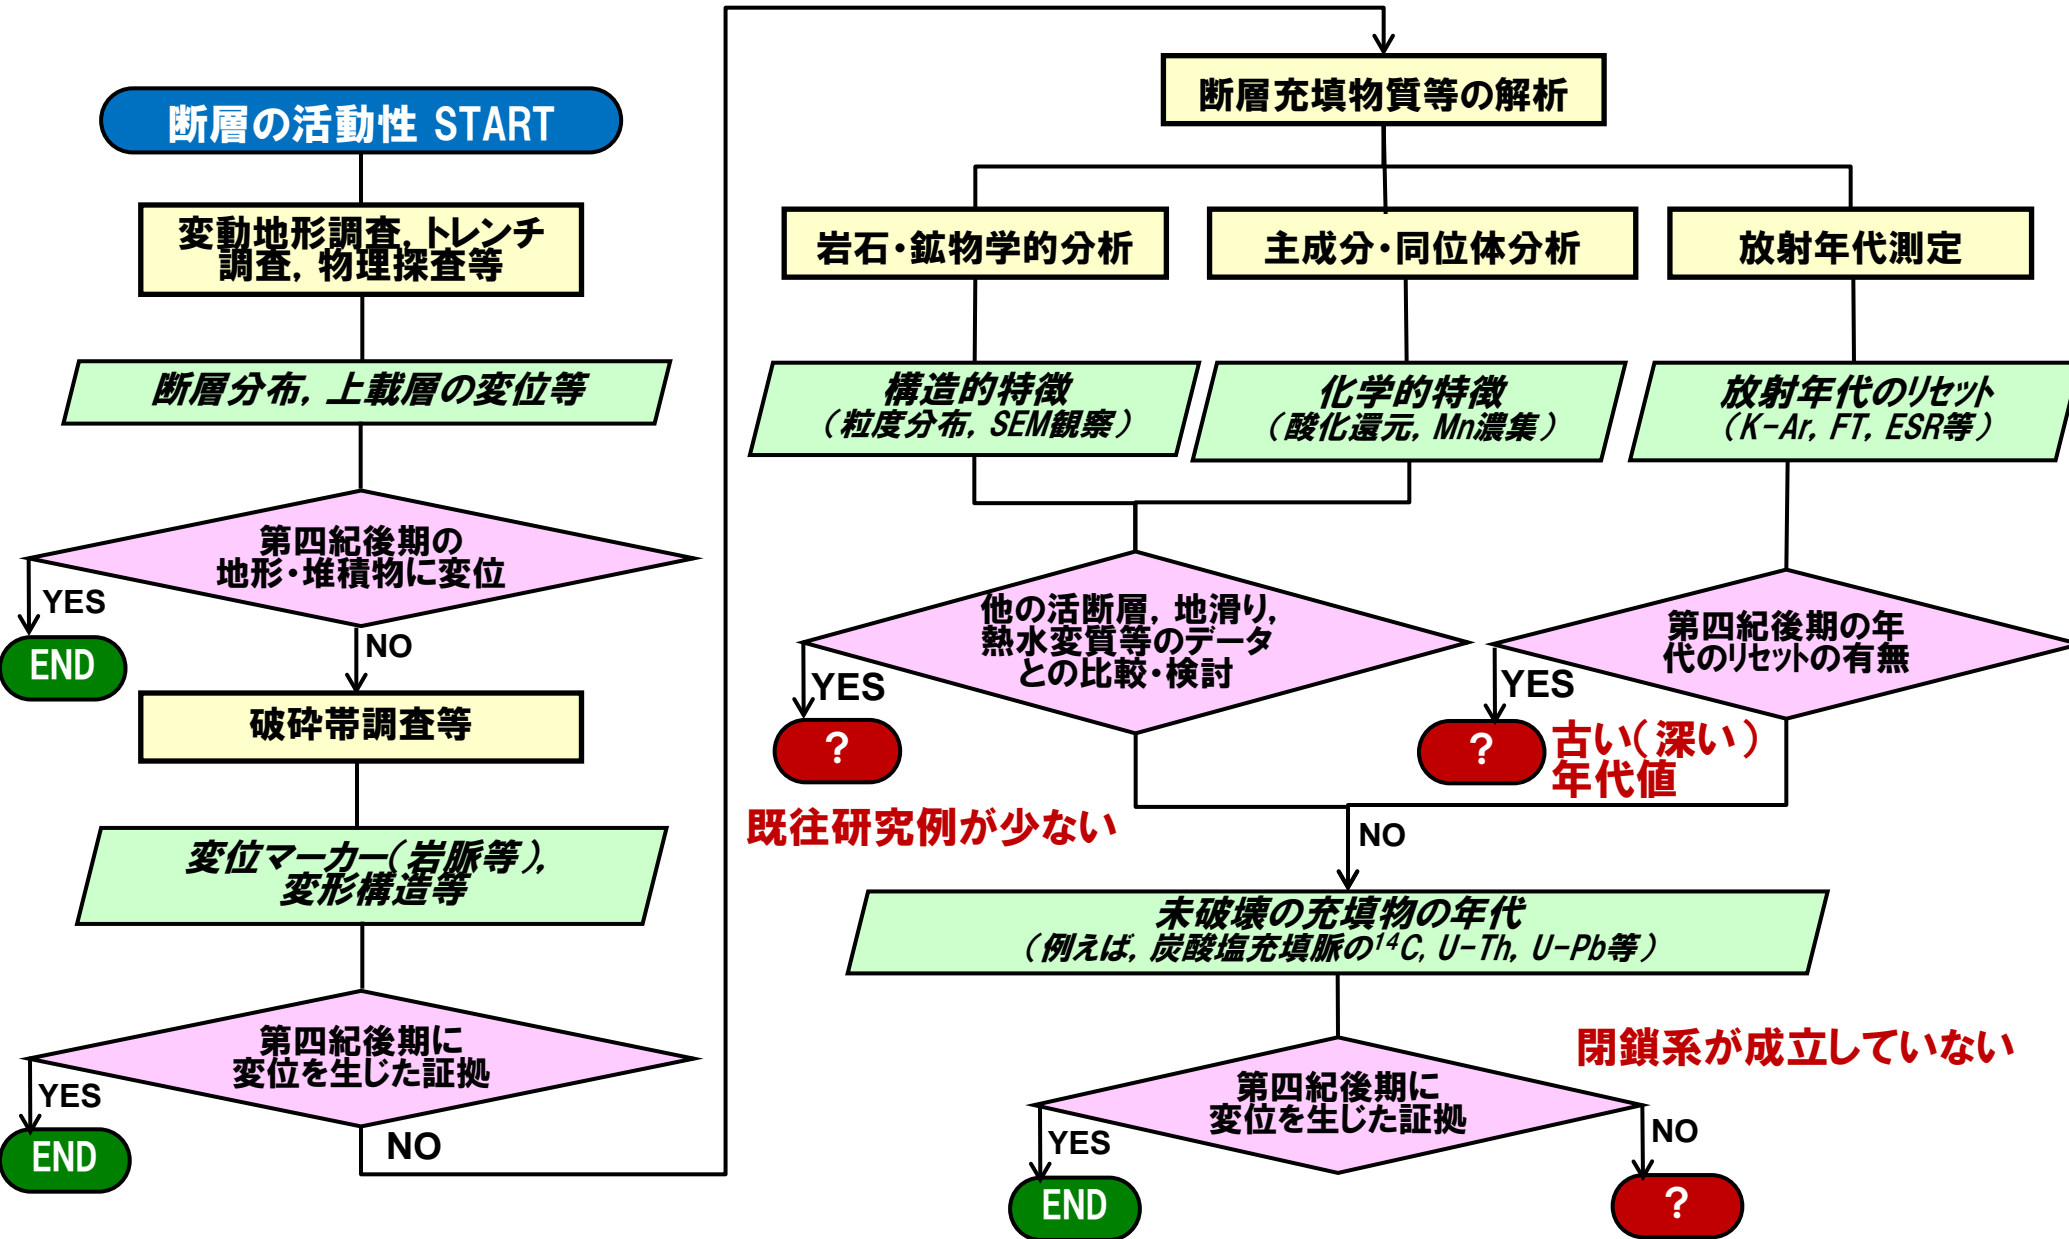 断層の活動性 START
変動地形調査，トレンチ
調査，物理探査等
断層分布，上載層の変位等
第四紀後期の
地形・堆積物に変位
YES
END
NO
破砕帯調査等
変位マーカー（岩脈等），
変形構造等
第四紀後期に
変位を生じた証拠
YES
END
NO
断層充填物質等の解析
岩石・鉱物学的分析
主成分・同位体分析
放射年代測定
構造的特徴
（粒度分布，SEM観察）
化学的特徴
（酸化還元，Mn濃集）
放射年代のリセット
（K-Ar，FT，ESR等）
他の活断層，地滑り，
熱水変質等のデータ
との比較・検討
YES
？
既往研究例が少ない
第四紀後期の年
代のリセットの有無
YES
？
古い（深い）
年代値
NO
未破壊の充填物の年代
（例えば，炭酸塩充填脈の¹⁴C，U-Th，U-Pb等）
閉鎖系が成立していない
第四紀後期に
変位を生じた証拠
YES
END
NO
？